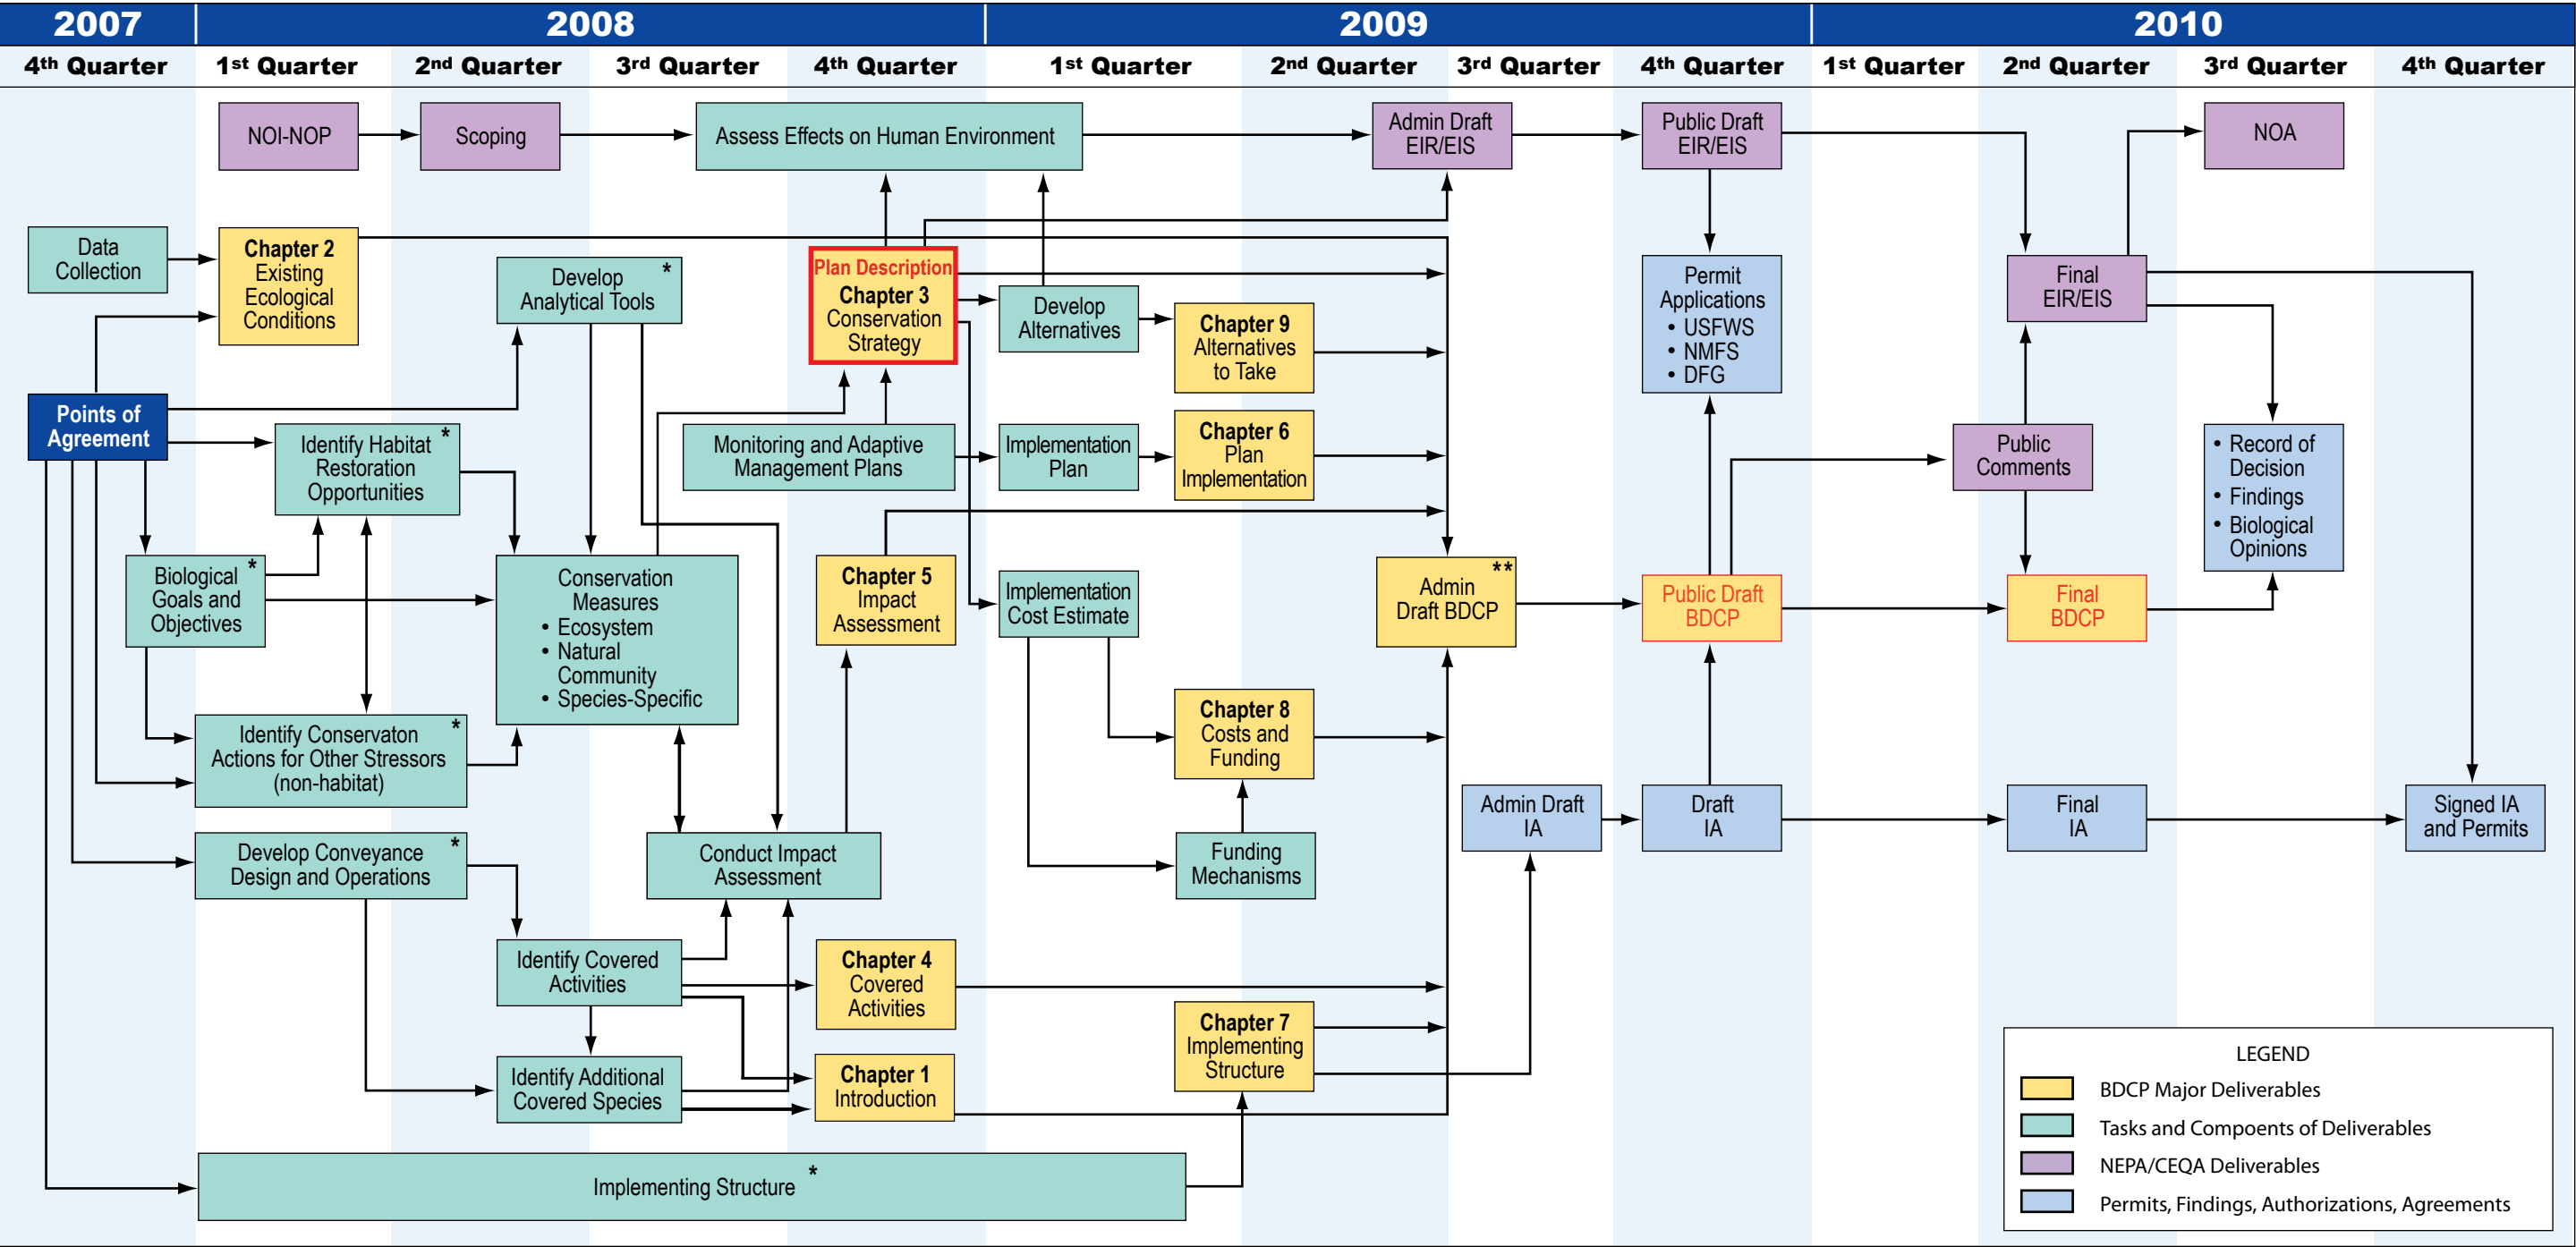 2007
2008
2009
2010
4th Quarter
1st Quarter
2nd Quarter
3rd Quarter
4th Quarter
1st Quarter
2nd Quarter
3rd Quarter
4th Quarter
1st Quarter
2nd Quarter
3rd Quarter
4th Quarter
NOI-NOP
Scoping
Assess Effects on Human Environment
Admin Draft
EIR/EIS
Public Draft
EIR/EIS
NOA
Data
Collection
Chapter 2
Existing
Ecological
Conditions
Develop *
Analytical Tools
Plan Description
Chapter 3
Conservation
Strategy
Develop
Alternatives
Chapter 9
Alternatives
to Take
Permit
Applications
• USFWS
• NMFS
• DFG
Final
EIR/EIS
Points of
Agreement
Identify Habitat *
Restoration
Opportunities
Monitoring and Adaptive
Management Plans
Implementation
Plan
Chapter 6
Plan
Implementation
Public
Comments
• Record of
Decision
• Findings
• Biological
Opinions
Biological *
Goals and
Objectives
Conservation
Measures
• Ecosystem
• Natural
Community
• Species-Specific
Chapter 5
Impact
Assessment
Implementation
Cost Estimate
Admin **
Draft BDCP
Public Draft
BDCP
Final
BDCP
Identify Conservaton *
Actions for Other Stressors
(non-habitat)
Chapter 8
Costs and
Funding
Admin Draft
IA
Draft
IA
Final
IA
Signed IA
and Permits
Develop Conveyance *
Design and Operations
Conduct Impact
Assessment
Funding
Mechanisms
Identify Covered
Activities
Chapter 4
Covered
Activities
Chapter 7
Implementing
Structure
Identify Additional
Covered Species
Chapter 1
Introduction
Implementing Structure *
LEGEND
BDCP Major Deliverables
Tasks and Compoents of Deliverables
NEPA/CEQA Deliverables
Permits, Findings, Authorizations, Agreements